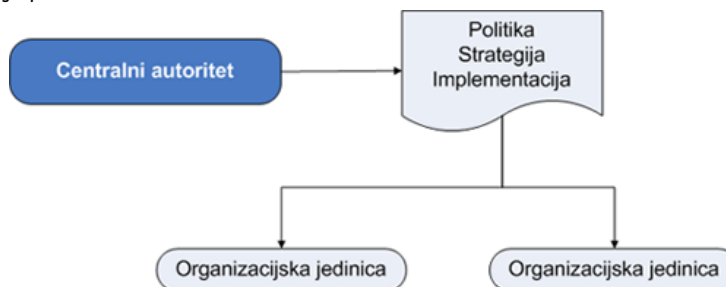 Centralni autoritet
Politika
Strategija
Implementacija
Organizacijska jedinica
Organizacijska jedinica